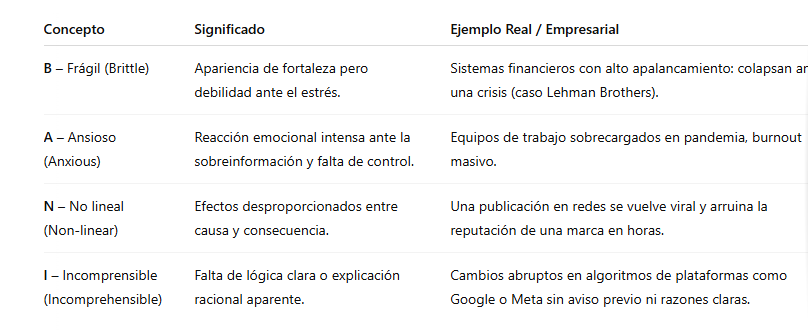 Concepto Significado Ejemplo Real / Empresarial
B – Frágil (Brittle) Apariencia de fortaleza pero Sistemas financieros con alto apalancamiento: colapsan
debilidad ante el estrés. una crisis (caso Lehman Brothers).
A – Ansioso Reacción emocional intensa ante la Equipos de trabajo sobrecargados en pandemia, burnout
(Anxious) sobreinformación y falta de control. masivo.
N – No lineal Efectos desproporcionados entre Una publicación en redes se vuelve viral y arruina la
(Non-linear) causa y consecuencia. reputación de una marca en horas.
I – Incomprensible Falta de lógica clara o explicación Cambios abruptos en algoritmos de plataformas como
(Incomprehensible) racional aparente. Google o Meta sin aviso previo ni razones claras.